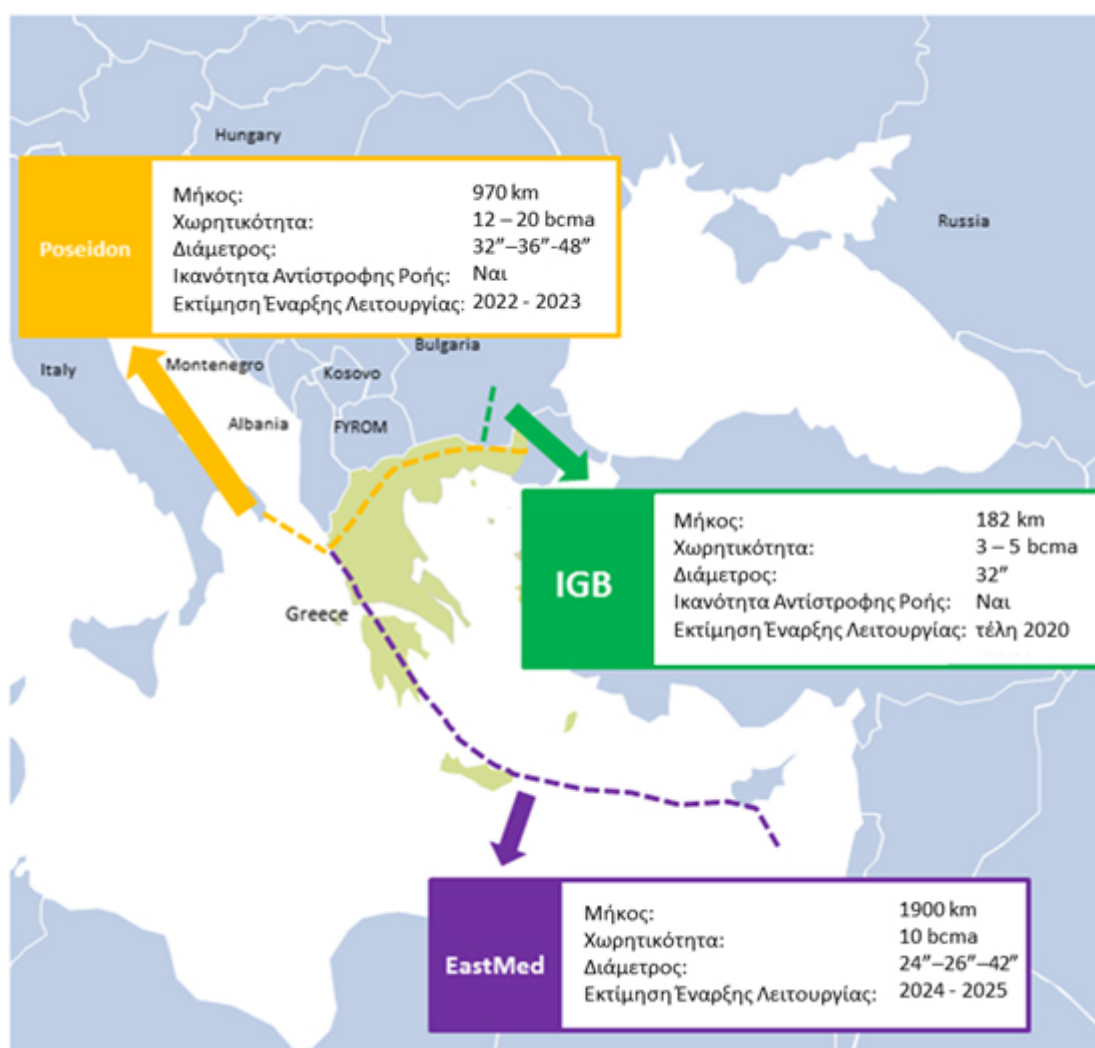 Hungary
Russia
Poseidon
Μήκος: 970 km
Χωρητικότητα: 12 – 20 bcma
Διάμετρος: 32”–36”-48”
Ικανότητα Αντίστροφης Ροής: Ναι
Εκτίμηση Έναρξης Λειτουργίας: 2022 - 2023
Bulgaria
Italy
Montenegro
Kosovo
Albania
FYROM
IGB
Μήκος: 182 km
Χωρητικότητα: 3 – 5 bcma
Διάμετρος: 32”
Ικανότητα Αντίστροφης Ροής: Ναι
Εκτίμηση Έναρξης Λειτουργίας: τέλη 2020
Greece
EastMed
Μήκος: 1900 km
Χωρητικότητα: 10 bcma
Διάμετρος: 24”–26”–42”
Εκτίμηση Έναρξης Λειτουργίας: 2024 - 2025